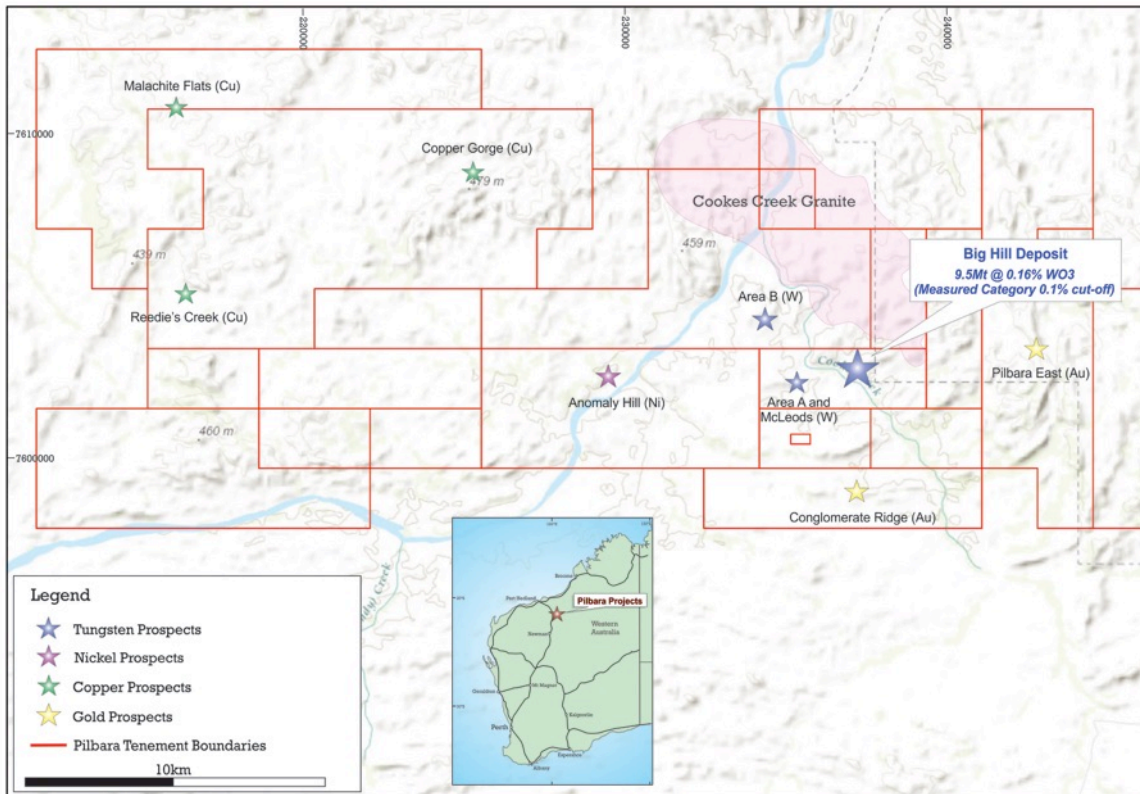 220000
230000
240000
7610000
7600000
Malachite Flats (Cu)
Copper Gorge (Cu)
479 m
Cookes Creek Granite
459 m
439 m
Reedie's Creek (Cu)
Big Hill Deposit
9.5Mt @ 0.16% WO3
(Measured Category 0.1% cut-off)
Area B (W)
Pilbara East (Au)
Anomaly Hill (Ni)
Area A and
McLeods (W)
460 m
Conglomerate Ridge (Au)
Creek
Legend
Tungsten Prospects
Nickel Prospects
Copper Prospects
Gold Prospects
Pilbara Tenement Boundaries
10km
Broome
Port Hedland
Pilbara Projects
Newman
Western
Australia
Geraldton
Mt Magnet
Kalgoorlie
Perth
Esperance
Albany